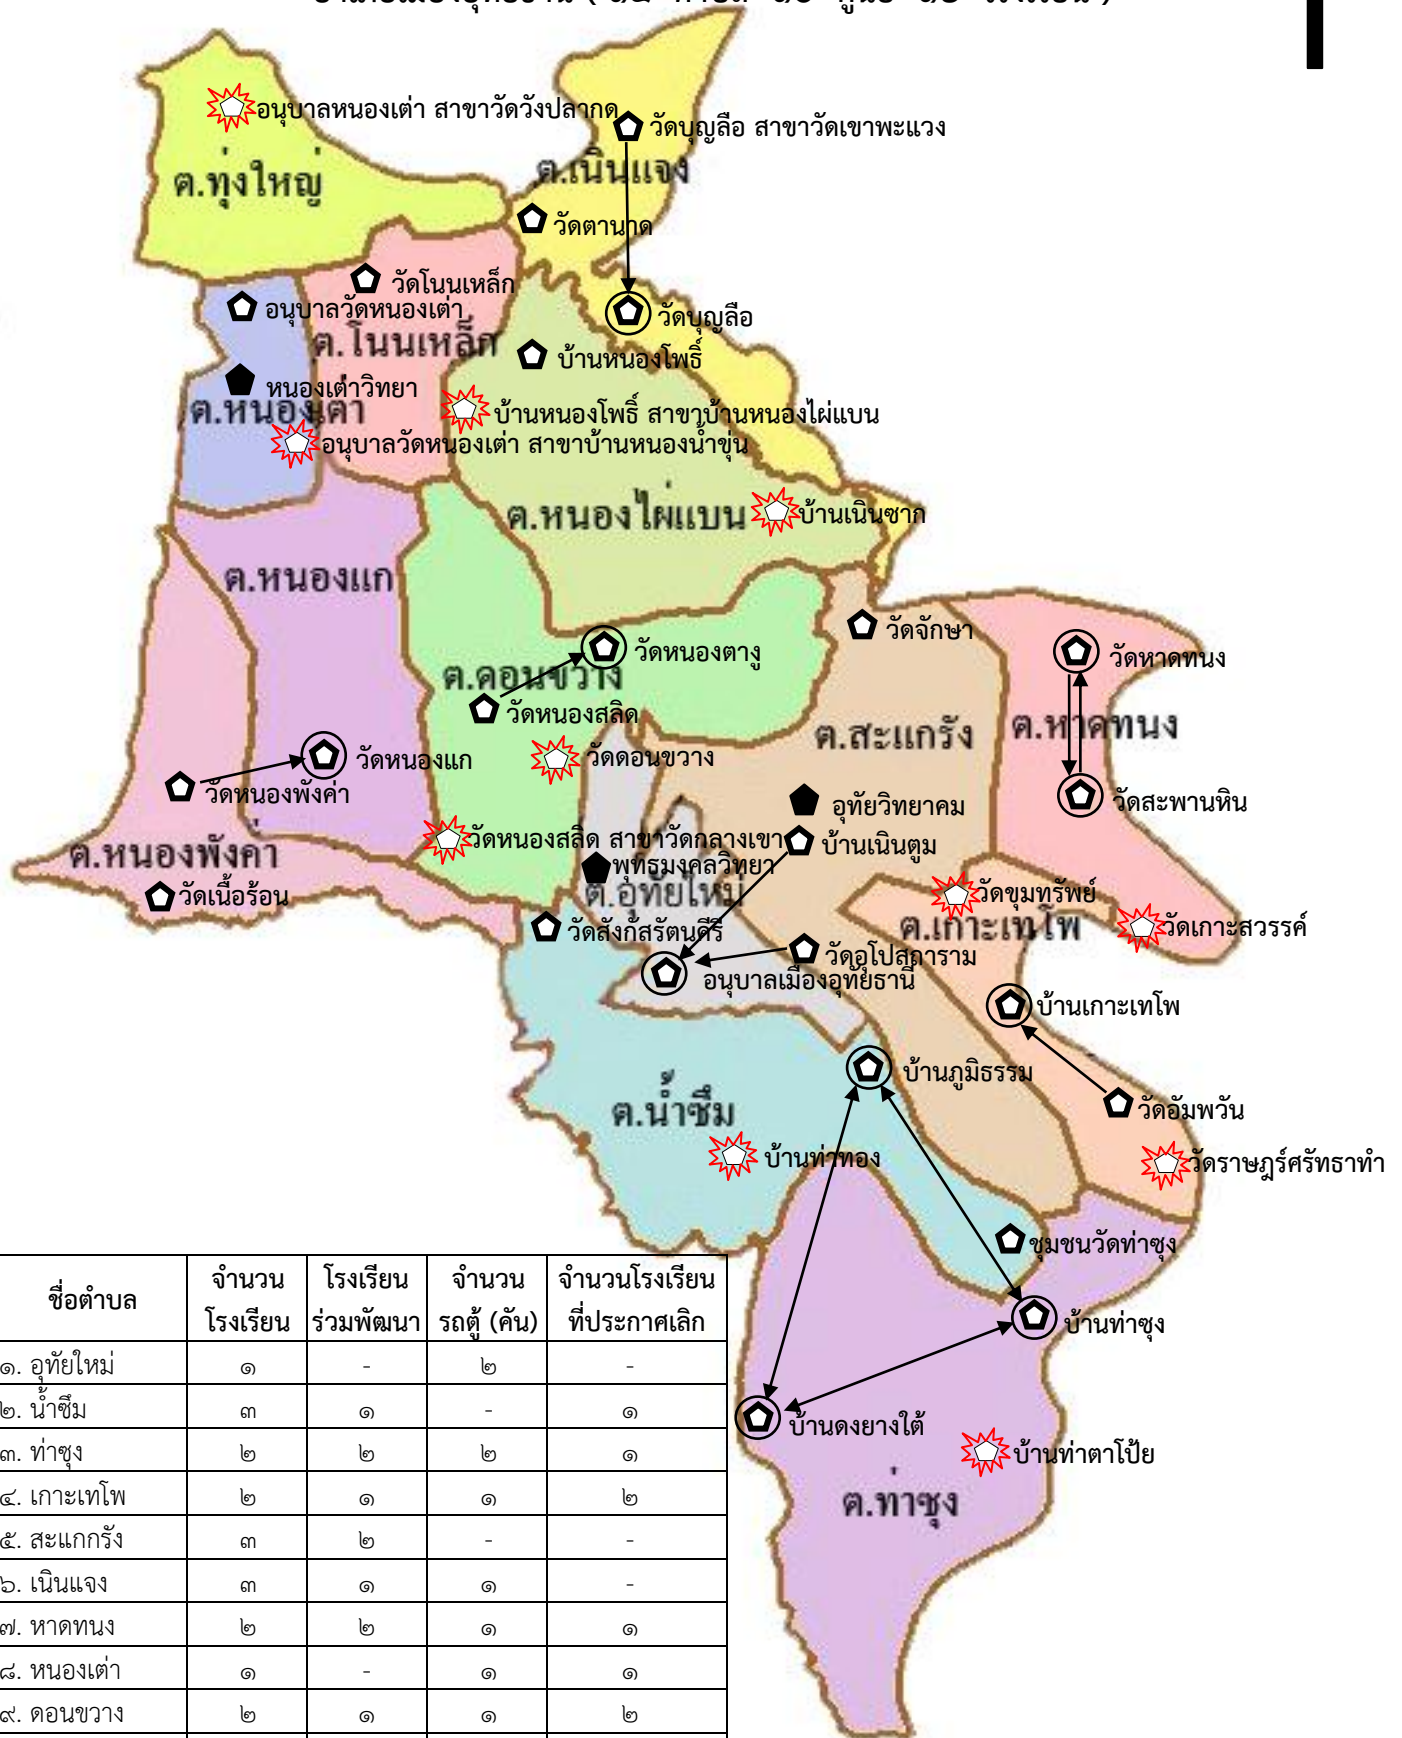 อนุบาลหนองเต่า สาขาวัดวังปลากด
วัดบุญลือ สาขาวัดเขาพะแวง
ต.ทุ่งใหญ่
ต.เนินแจง
วัดตานาด
วัดโนนเหล็ก
อนุบาลวัดหนองเต่า
วัดบุญลือ
ต.โนนเหล็ก
บ้านหนองโพธิ์
หนองเต่าวิทยา
ต.หนองเต่า
บ้านหนองโพธิ์ สาขาบ้านหนองไผ่แบน
อนุบาลวัดหนองเต่า สาขาบ้านหนองน้ำขุ่น
ต.หนองไผ่แบน
บ้านเนินซาก
ต.หนองแก
วัดจักษา
วัดหนองตางู
วัดหาดทนง
ต.ดอนขวาง
วัดหนองสลิด
ต.สะแกรัง
ต.หาดทนง
วัดหนองแก
วัดดอนขวาง
วัดหนองพังค่า
วัดสะพานหิน
อุทัยวิทยาคม
วัดหนองสลิด สาขาวัดกลางเขา
บ้านเนินตูม
ต.หนองพังค่า
พุทธมงคลวิทยา
ต.อุทัยใหม่
วัดเนื้อร้อน
วัดขุมทรัพย์
ต.เกาะเทโพ
วัดเกาะสวรรค์
วัดสังกัสรัตนคีรี
วัดอุโปสถาราม
อนุบาลเมืองอุทัยธานี
บ้านเกาะเทโพ
บ้านภูมิธรรม
ต.น้ำซึม
วัดอัมพวัน
บ้านท่าทอง
วัดราษฎร์ศรัทธาทำ
ชุมชนวัดท่าซุง
บ้านท่าซุง
บ้านดงยางใต้
บ้านท่าตาโป้ย
ต.ท่าซุง
ชื่อตำบล จำนวนโรงเรียน โรงเรียนร่วมพัฒนา จำนวนรถตู้ (คัน) จำนวนโรงเรียนที่ประกาศเลิก
๑. อุทัยใหม่ ๑ - ๒ -
๒. น้ำซึม ๓ ๑ - ๑
๓. ท่าซุง ๒ ๒ ๒ ๑
๔. เกาะเทโพ ๒ ๑ ๑ ๒
๕. สะแกกรัง ๓ ๒ - -
๖. เนินแจง ๓ ๑ ๑ -
๗. หาดทนง ๒ ๒ ๑ ๑
๘. หนองเต่า ๑ - ๑ ๑
๙. ดอนขวาง ๒ ๑ ๑ ๒